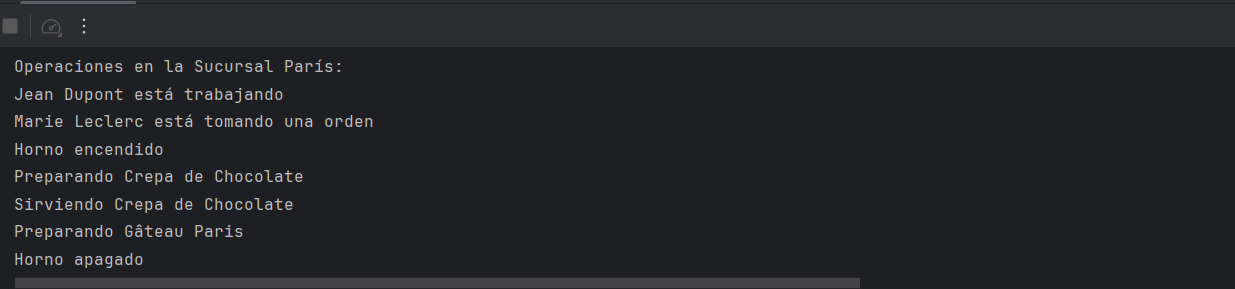 Operaciones en la Sucursal París:
Jean Dupont está trabajando
Marie Leclerc está tomando una orden
Horno encendido
Preparando Crepa de Chocolate
Sirviendo Crepa de Chocolate
Preparando Gâteau Paris
Horno apagado